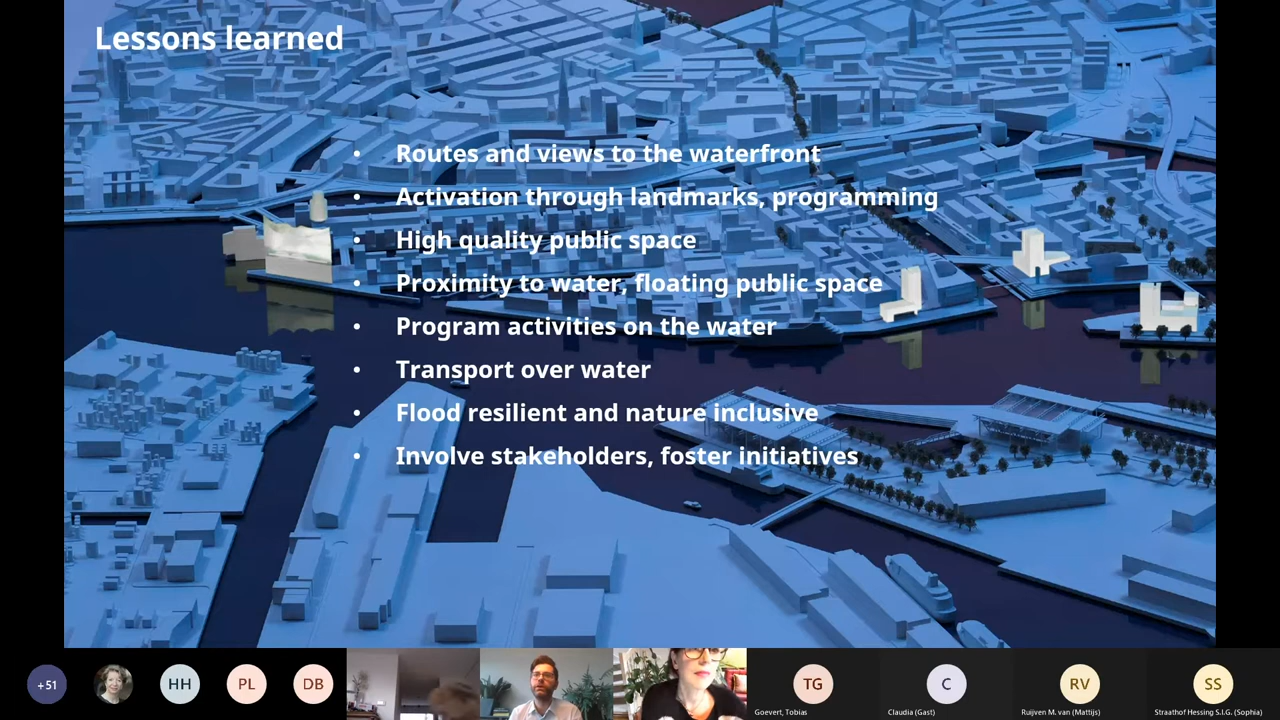 Lessons learned
• Routes and views to the waterfront
• Activation through landmarks, programming
• High quality public space
• Proximity to water, floating public space
• Program activities on the water
• Transport over water
• Flood resilient and nature inclusive
• Involve stakeholders, foster initiatives
+51
HH
PL
DB
TG
C
RV
SS
Goevert, Tobias
Claudia (Gast)
Ruijven M. van (Mattijs)
Straathof Hessing S.I.G. (Sophia)